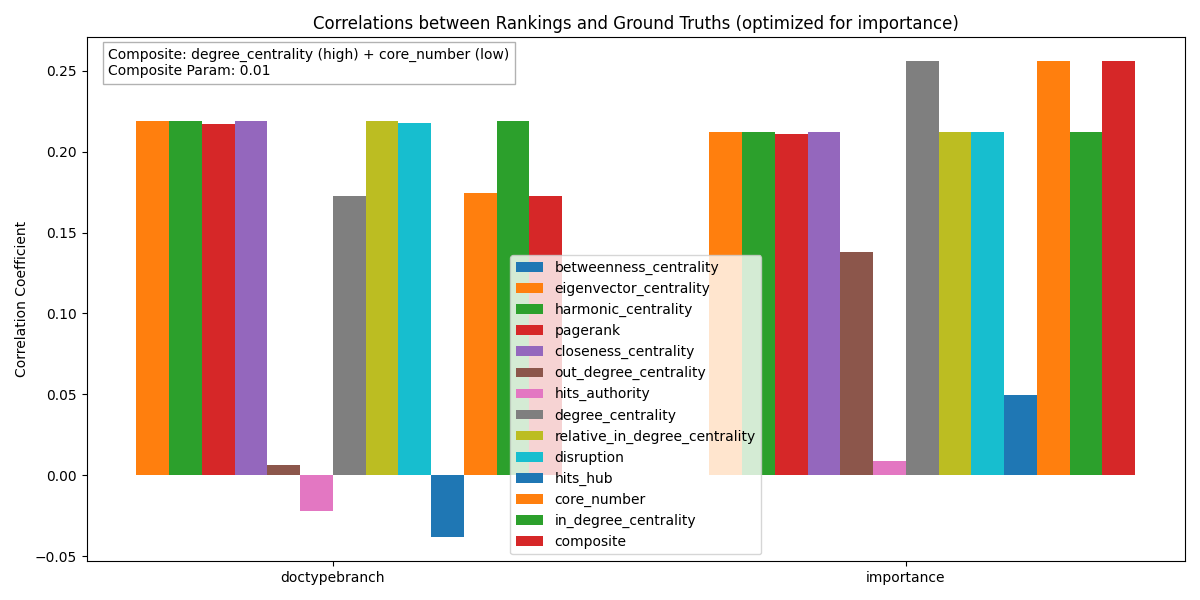 Correlations between Rankings and Ground Truths (optimized for importance)
Composite: degree_centrality (high) + core_number (low)
Composite Param: 0.01
Correlation Coefficient
0.25
0.20
0.15
0.10
0.05
0.00
−0.05
betweenness_centrality
eigenvector_centrality
harmonic_centrality
pagerank
closeness_centrality
out_degree_centrality
hits_authority
degree_centrality
relative_in_degree_centrality
disruption
hits_hub
core_number
in_degree_centrality
composite
doctypebranch
importance